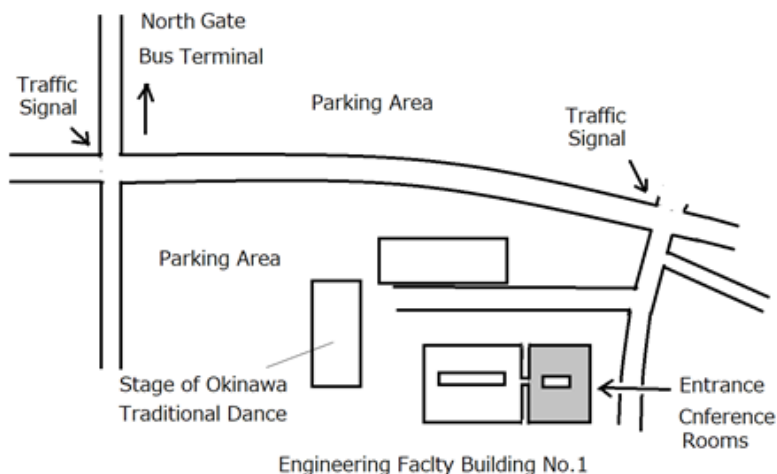 North Gate
Bus Terminal
Traffic
Signal
Parking Area
Traffic
Signal
Parking Area
Stage of Okinawa
Traditional Dance
Entrance
Cnference
Rooms
Engineering Faclty Building No.1